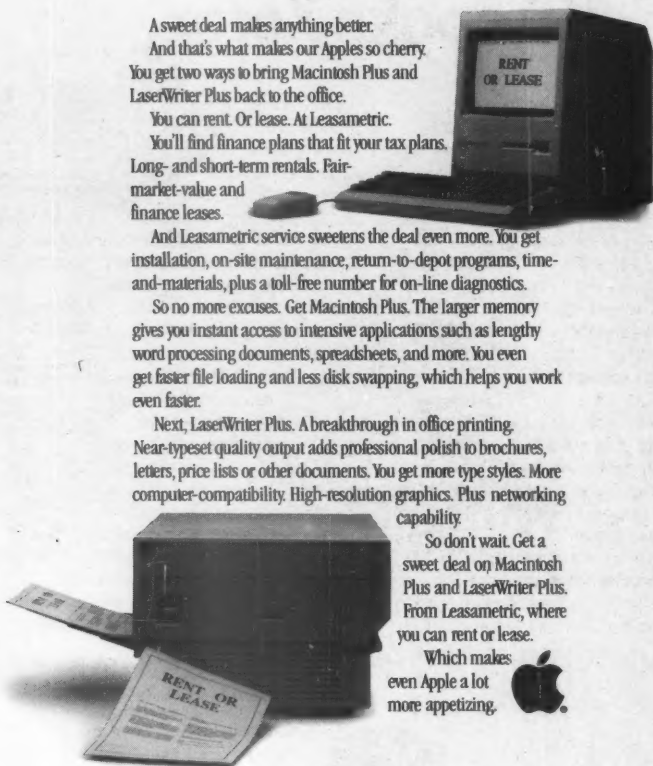 A sweet deal makes anything better.
And that's what makes our Apples so cherry.
You get two ways to bring Macintosh Plus and
LaserWriter Plus back to the office.
You can rent. Or lease. At Leasametric.
You'll find finance plans that fit your tax plans.
Long- and short-term rentals. Fair-
market-value and
finance leases.
RENT
OR LEASE
And Leasametric service sweetens the deal even more. You get
installation, on-site maintenance, return-to-depot programs, time-
and-materials, plus a toll-free number for on-line diagnostics.
So no more excuses. Get Macintosh Plus. The larger memory
gives you instant access to intensive applications such as lengthy
word processing documents, spreadsheets, and more. You even
get faster file loading and less disk swapping, which helps you work
even faster.
Next, LaserWriter Plus. A breakthrough in office printing.
Near-typeset quality output adds professional polish to brochures,
letters, price lists or other documents. You get more type styles. More
computer-compatibility. High-resolution graphics. Plus networking
capability.
So don't wait. Get a
sweet deal on Macintosh
Plus and LaserWriter Plus.
From Leasametric, where
you can rent or lease.
Which makes
even Apple a lot
more appetizing.
RENT OR
LEASE
®